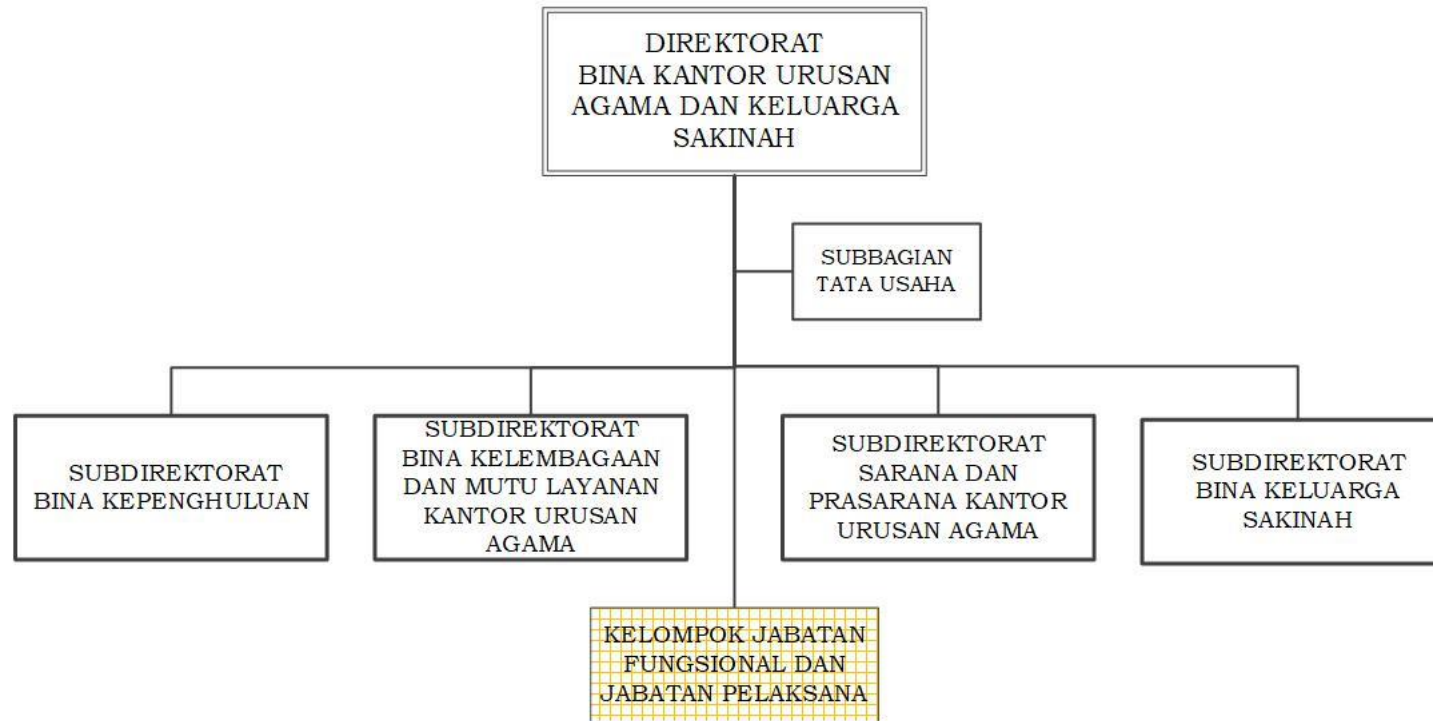 DIREKTORAT
BINA KANTOR URUSAN
AGAMA DAN KELUARGA
SAKINAH
SUBBAGIAN
TATA USAHA
SUBDIREKTORAT
BINA KEPENGHULUAN
SUBDIREKTORAT
BINA KELEMBAGAAN
DAN MUTU LAYANAN
KANTOR URUSAN
AGAMA
SUBDIREKTORAT
SARANA DAN
PRASARANA KANTOR
URUSAN AGAMA
SUBDIREKTORAT
BINA KELUARGA
SAKINAH
KELOMPOK JABATAN
FUNGSIONAL DAN
JABATAN PELAKSANA